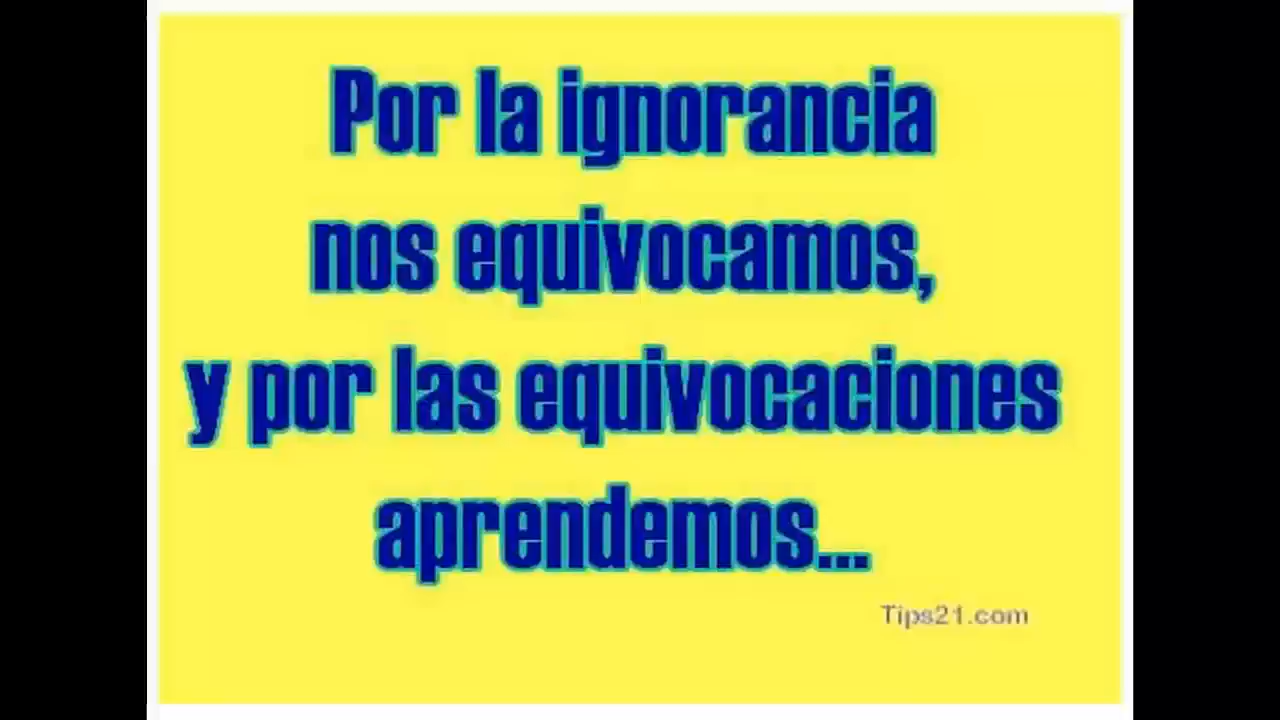 Por la ignorancia
nos equivocamos,
y por las equivocaciones
aprendemos...
Tips21.com